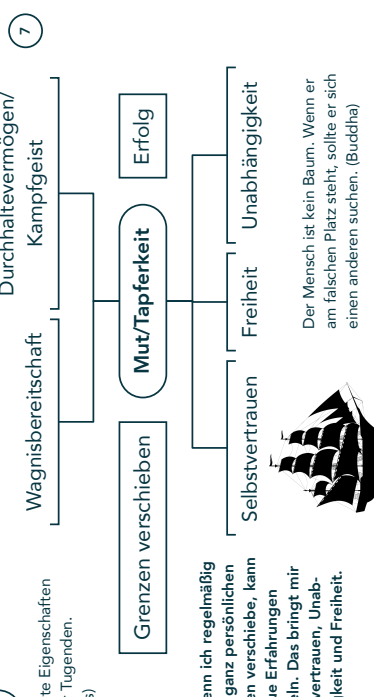 7
Durchhaltevermögen/
Kampfgeist
Wagnisbereitschaft
Erfolg
Mut/Tapferkeit
Grenzen verschieben
Unabhängigkeit
Freiheit
Selbstvertrauen
te Eigenschaften
Tugenden.
s)
enn ich regelmäßig
ganz persönlichen
en verschiebe, kann
ue Erfahrungen
eln. Das bringt mir
vertrauen, Unab-
gkeit und Freiheit.
Der Mensch ist kein Baum. Wenn er
am falschen Platz steht, sollte er sich
einen anderen suchen. (Buddha)